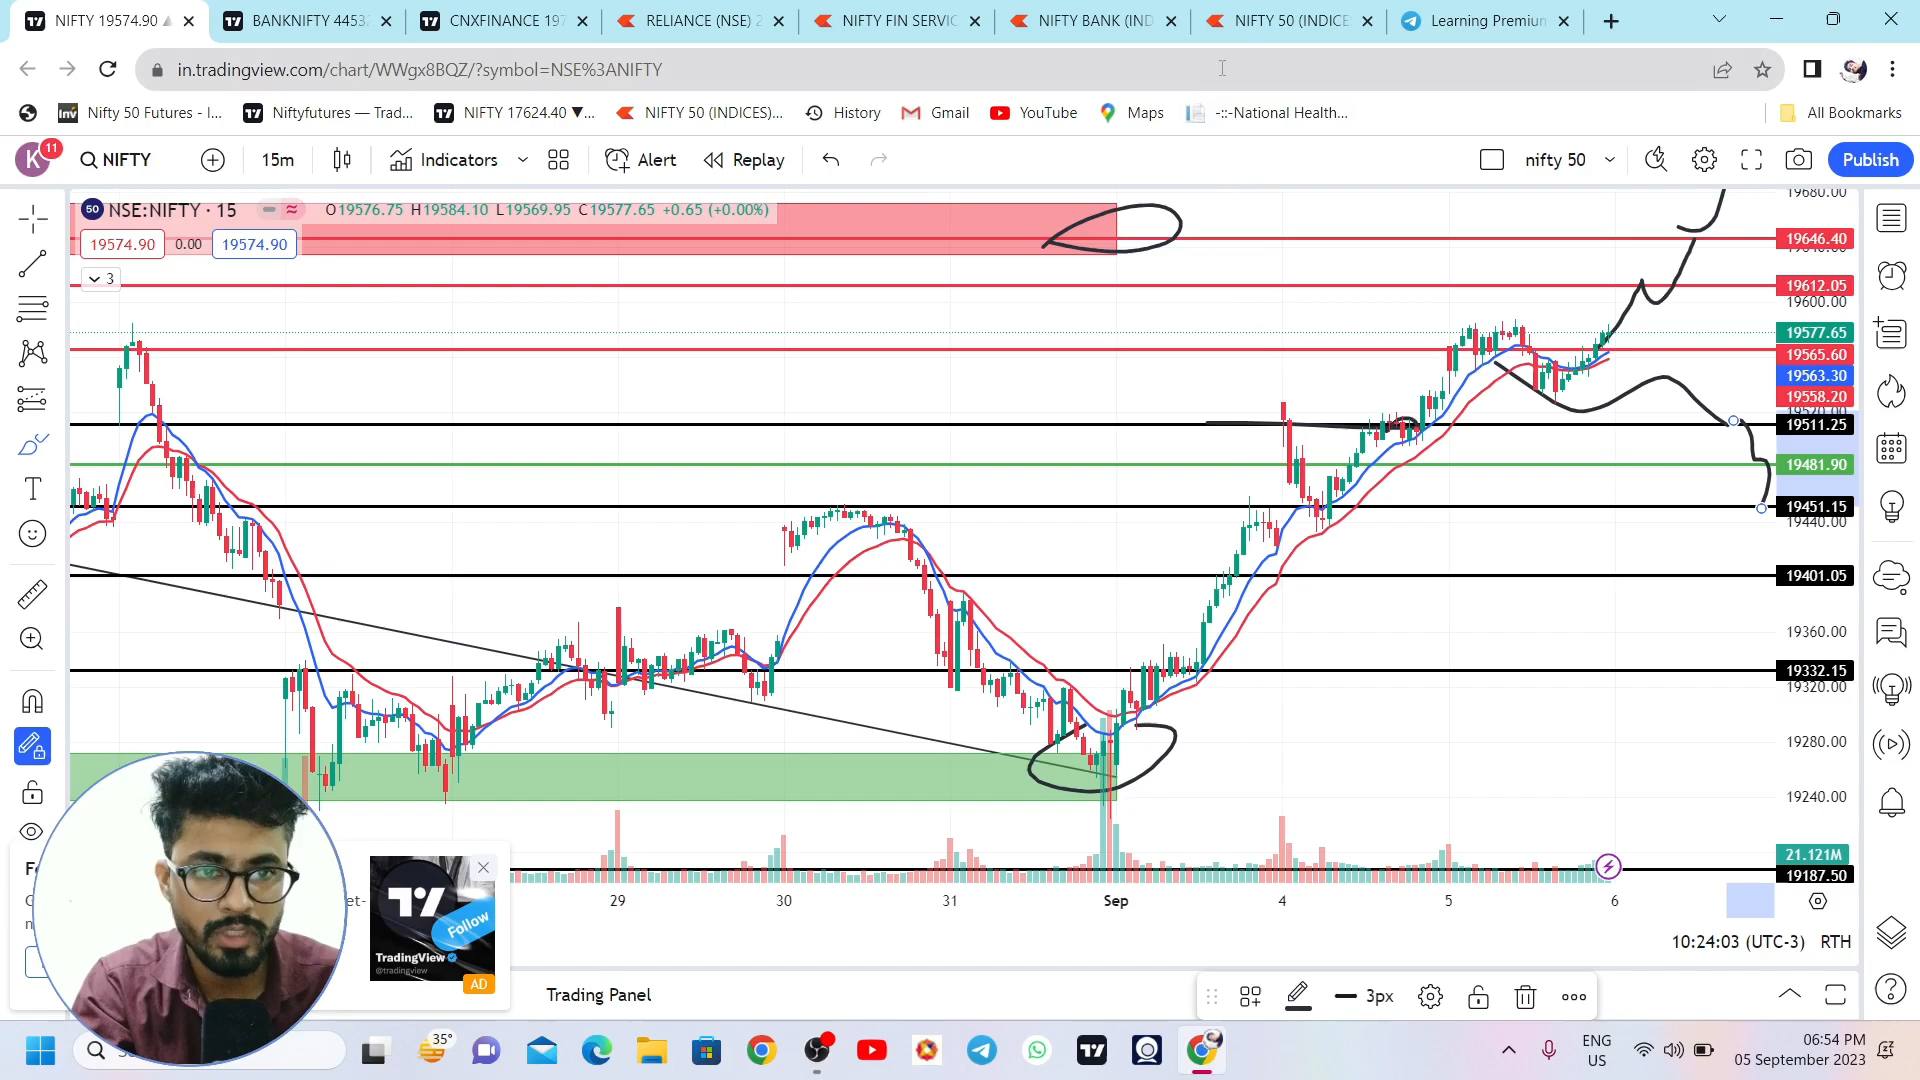 NIFTY 19574.90
BANKNIFTY 4453
CNXFINANCE 197
RELIANCE (NSE) 2
NIFTY FIN SERVIC
NIFTY BANK (IND
NIFTY 50 (INDICE
Learning Premium
in.tradingview.com/chart/WWgx8BQZ/?symbol=NSE%3ANIFTY
Nifty 50 Futures - I...
Niftyfutures — Trad...
NIFTY 17624.40 ▼...
NIFTY 50 (INDICES)...
History
Gmail
YouTube
Maps
-::-National Health...
All Bookmarks
K 11
NIFTY
15m
Indicators
Alert
Replay
nifty 50
Publish
50 NSE:NIFTY · 15 O19576.75 H19584.10 L19569.95 C19577.65 +0.65 (+0.00%)
19574.90 0.00 19574.90
3
19680.00
19646.40
19612.05
19600.00
19577.65
19565.60
19563.30
19558.20
19520.00
19511.25
19481.90
19451.15
19440.00
19401.05
19360.00
19332.15
19320.00
19280.00
19240.00
21.121M
19187.50
29 30 31 Sep 4 5 6
10:24:03 (UTC-3) RTH
Follow
TradingView
@tradingview
AD
Trading Panel
3px
35°
ENG
US
06:54 PM
05 September 2023